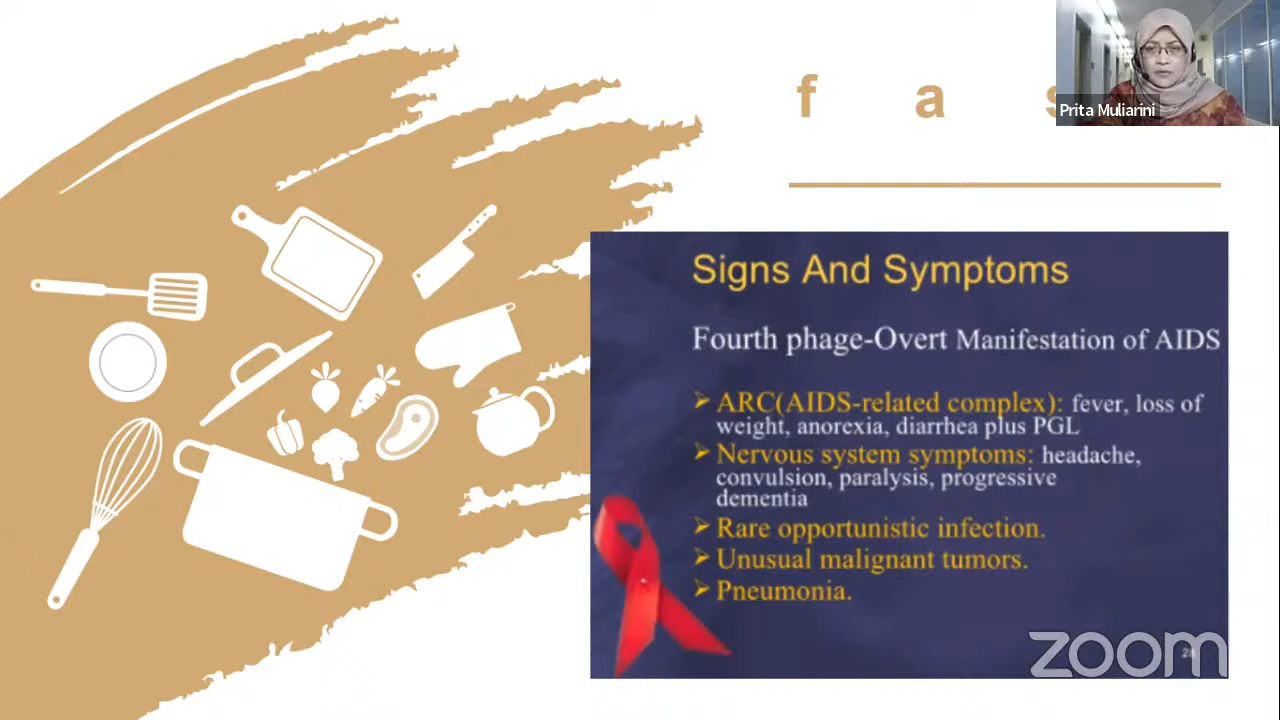 f a s
Prita Muliarini
Signs And Symptoms
Fourth phage-Overt Manifestation of AIDS
➢ ARC(AIDS-related complex): fever, loss of
weight, anorexia, diarrhea plus PGL
➢ Nervous system symptoms: headache,
convulsion, paralysis, progressive
dementia
➢ Rare opportunistic infection.
➢ Unusual malignant tumors.
➢ Pneumonia.
zoom